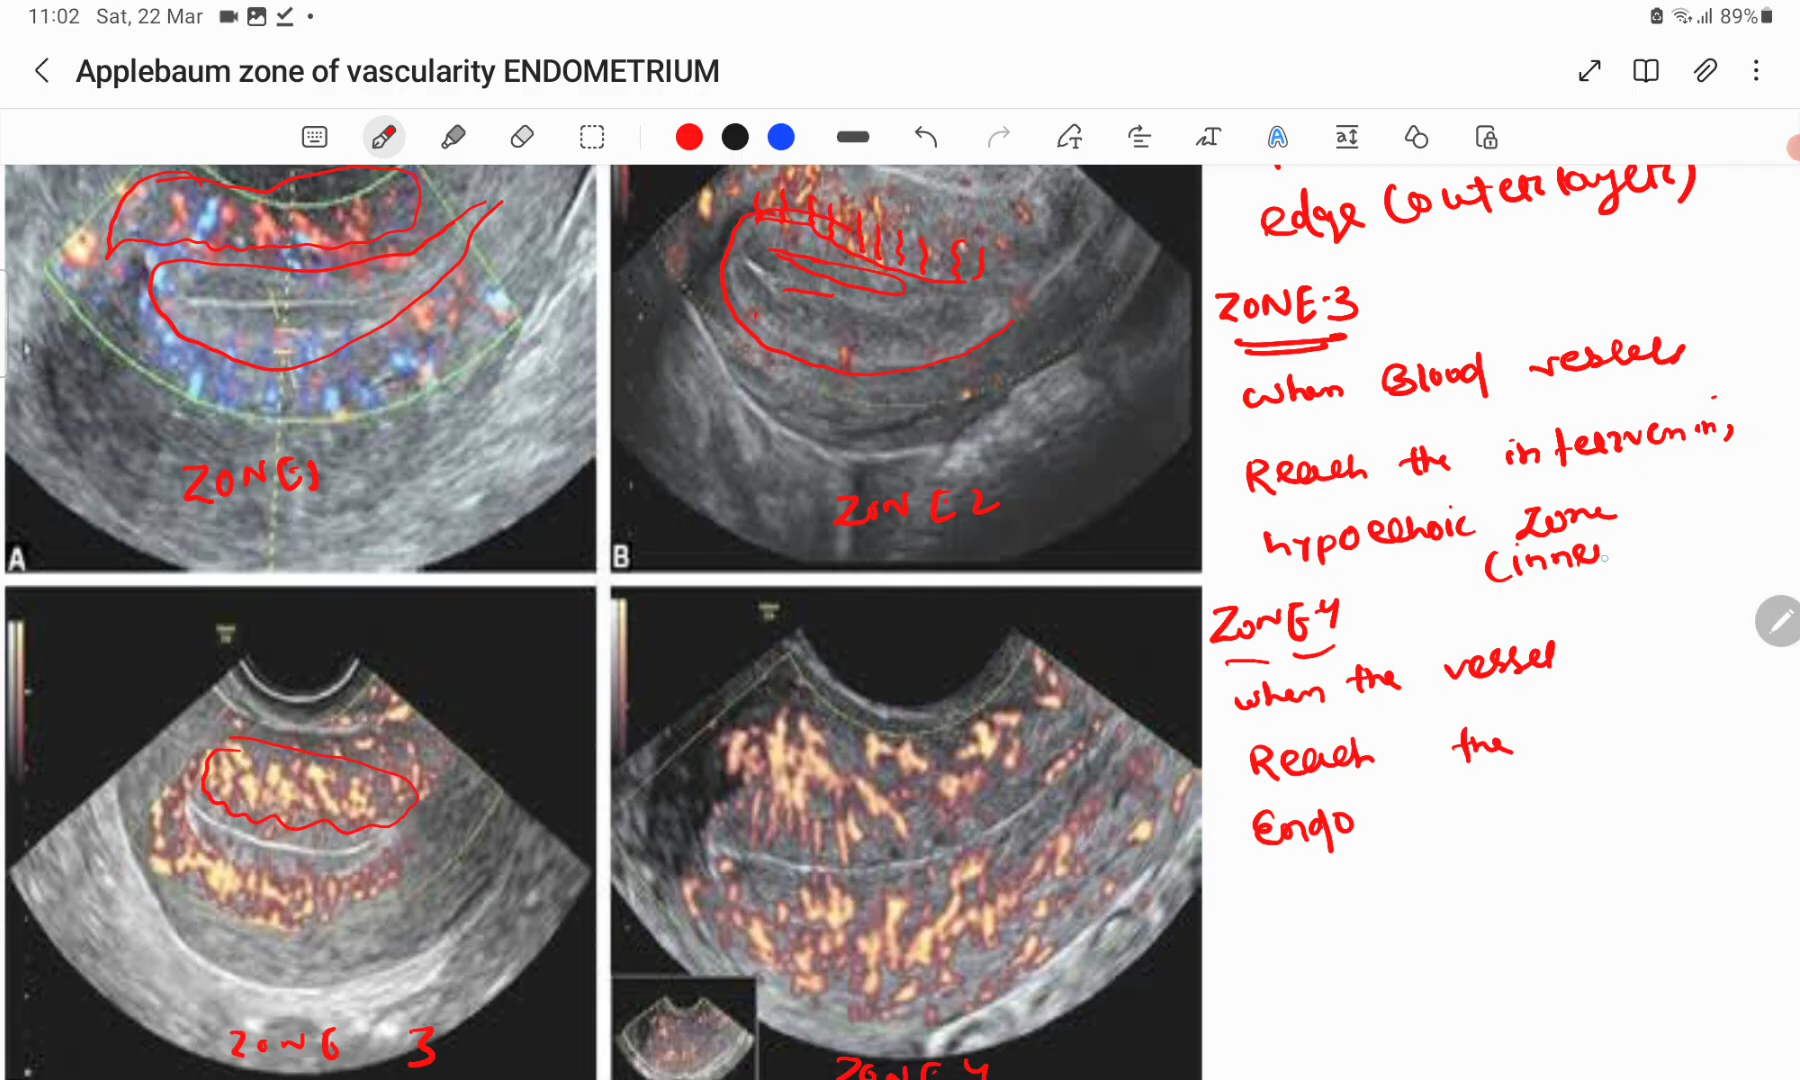 11:02 Sat, 22 Mar
89%
Applebaum zone of vascularity ENDOMETRIUM
edge (outer layer)
ZONE 1
A
ZONE 2
B
ZONE-3
when Blood vessels
Reach the
hypoechoic zone
(inne
ZONE 3
ZONE-4
when the vessel
Reach the
Endo
ZONE 4